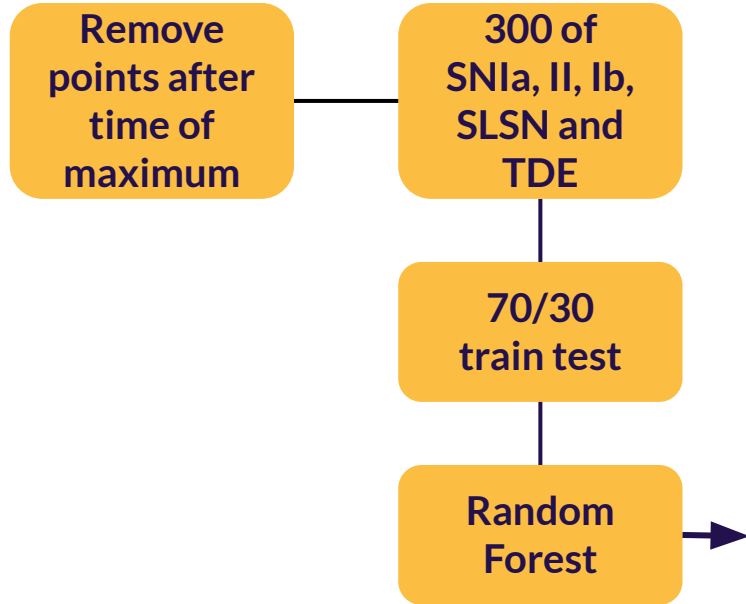 Remove
points after
time of
maximum
300 of
SNIa, II, Ib,
SLSN and
TDE
70/30
train test
Random
Forest